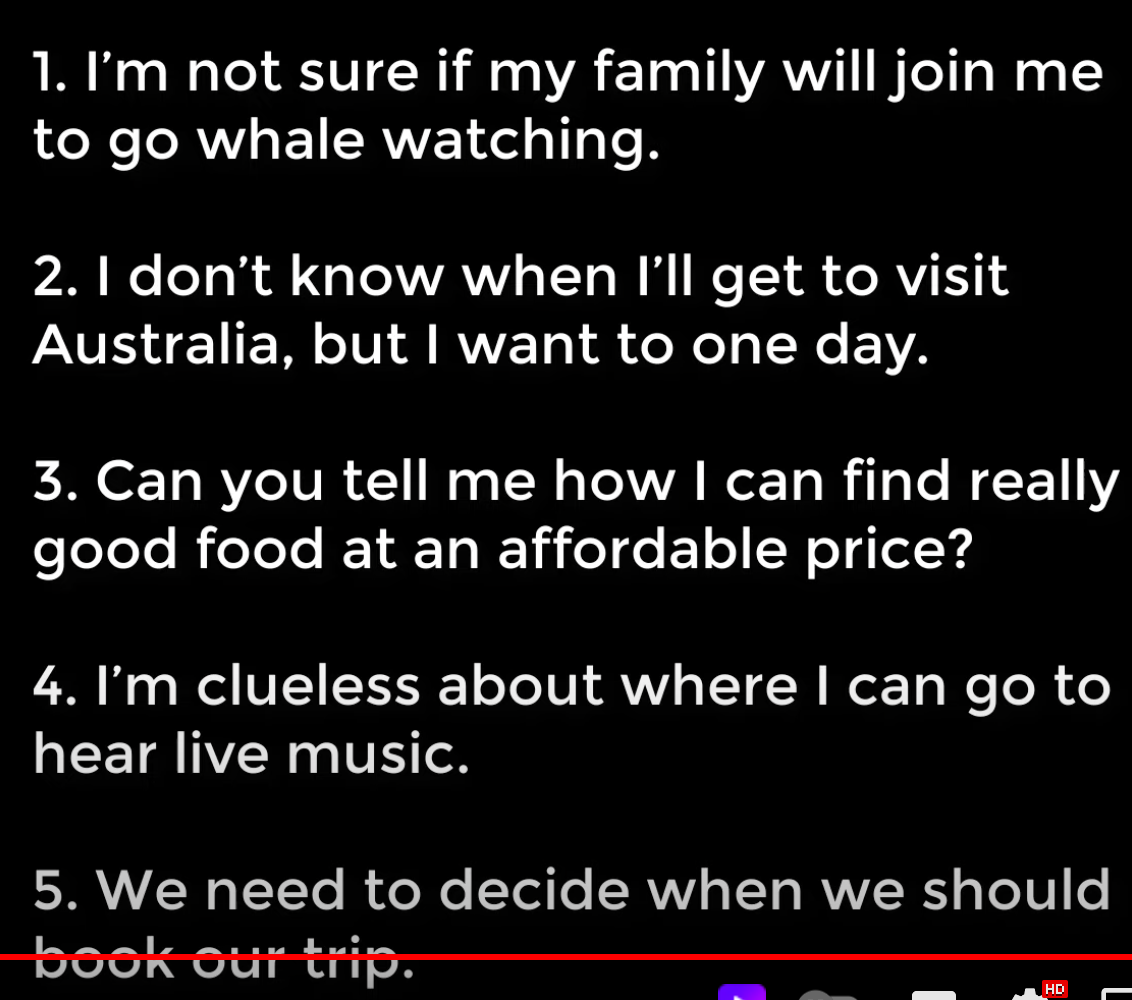 1. I’m not sure if my family will join me
to go whale watching.
2. I don’t know when I’ll get to visit
Australia, but I want to one day.
3. Can you tell me how I can find really
good food at an affordable price?
4. I’m clueless about where I can go to
hear live music.
5. We need to decide when we should
book our trip.
HD